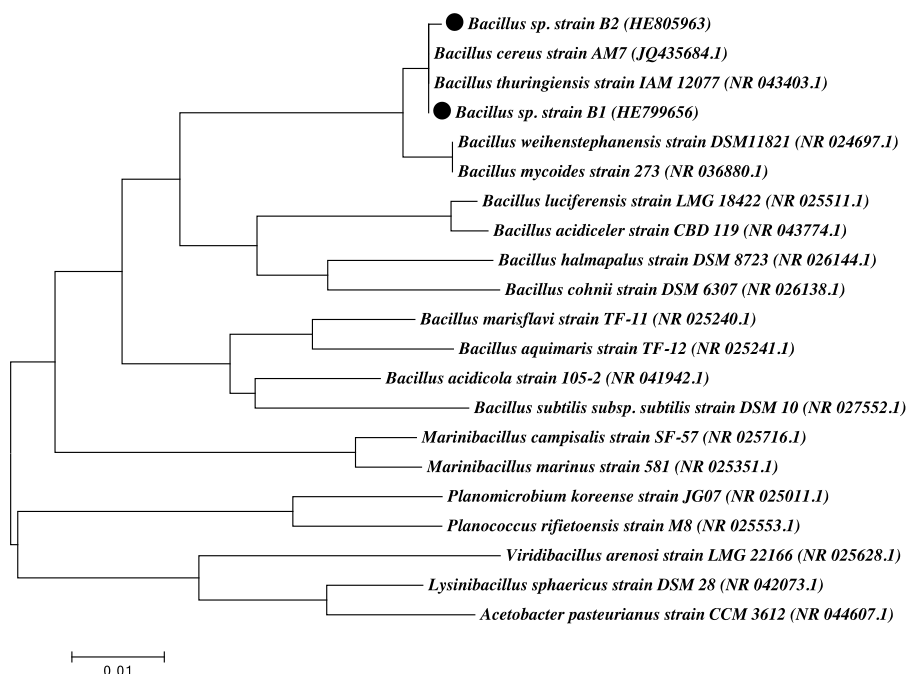 Bacillus sp. strain B2 (HE805963)
Bacillus cereus strain AM7 (JQ435684.1)
Bacillus thuringiensis strain IAM 12077 (NR 043403.1)
Bacillus sp. strain B1 (HE799656)
Bacillus weihenstephanensis strain DSM11821 (NR 024697.1)
Bacillus mycoides strain 273 (NR 036880.1)
Bacillus luciferensis strain LMG 18422 (NR 025511.1)
Bacillus acidiceler strain CBD 119 (NR 043774.1)
Bacillus halmapalus strain DSM 8723 (NR 026144.1)
Bacillus cohnii strain DSM 6307 (NR 026138.1)
Bacillus marisflavi strain TF-11 (NR 025240.1)
Bacillus aquimaris strain TF-12 (NR 025241.1)
Bacillus acidicola strain 105-2 (NR 041942.1)
Bacillus subtilis subsp. subtilis strain DSM 10 (NR 027552.1)
Marinibacillus campisalis strain SF-57 (NR 025716.1)
Marinibacillus marinus strain 581 (NR 025351.1)
Planomicrobium koreense strain JG07 (NR 025011.1)
Planococcus rifietoensis strain M8 (NR 025553.1)
Viridibacillus arenosi strain LMG 22166 (NR 025628.1)
Lysinibacillus sphaericus strain DSM 28 (NR 042073.1)
Acetobacter pasteurianus strain CCM 3612 (NR 044607.1)
0.01